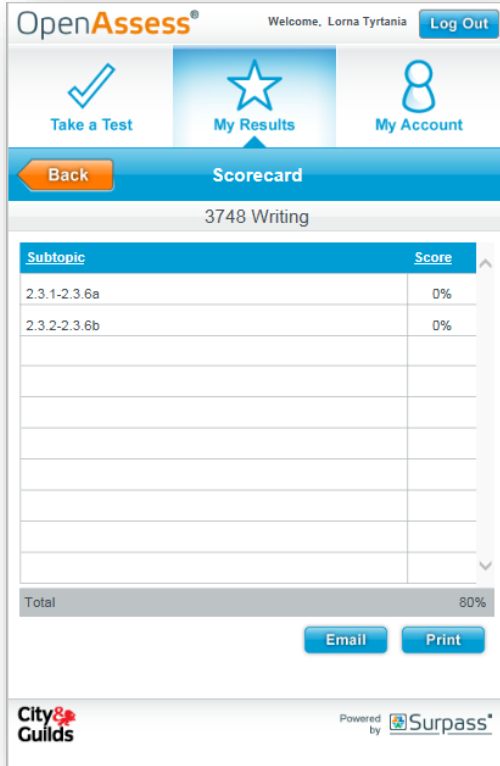 OpenAssess®
Welcome, Lorna Tyrtania
Log Out
Take a Test
My Results
My Account
Back
Scorecard
3748 Writing
Subtopic Score
2.3.1-2.3.6a 0%
2.3.2-2.3.6b 0%
Total 80%
Email
Print
City&
Guilds
Powered
by
Surpass